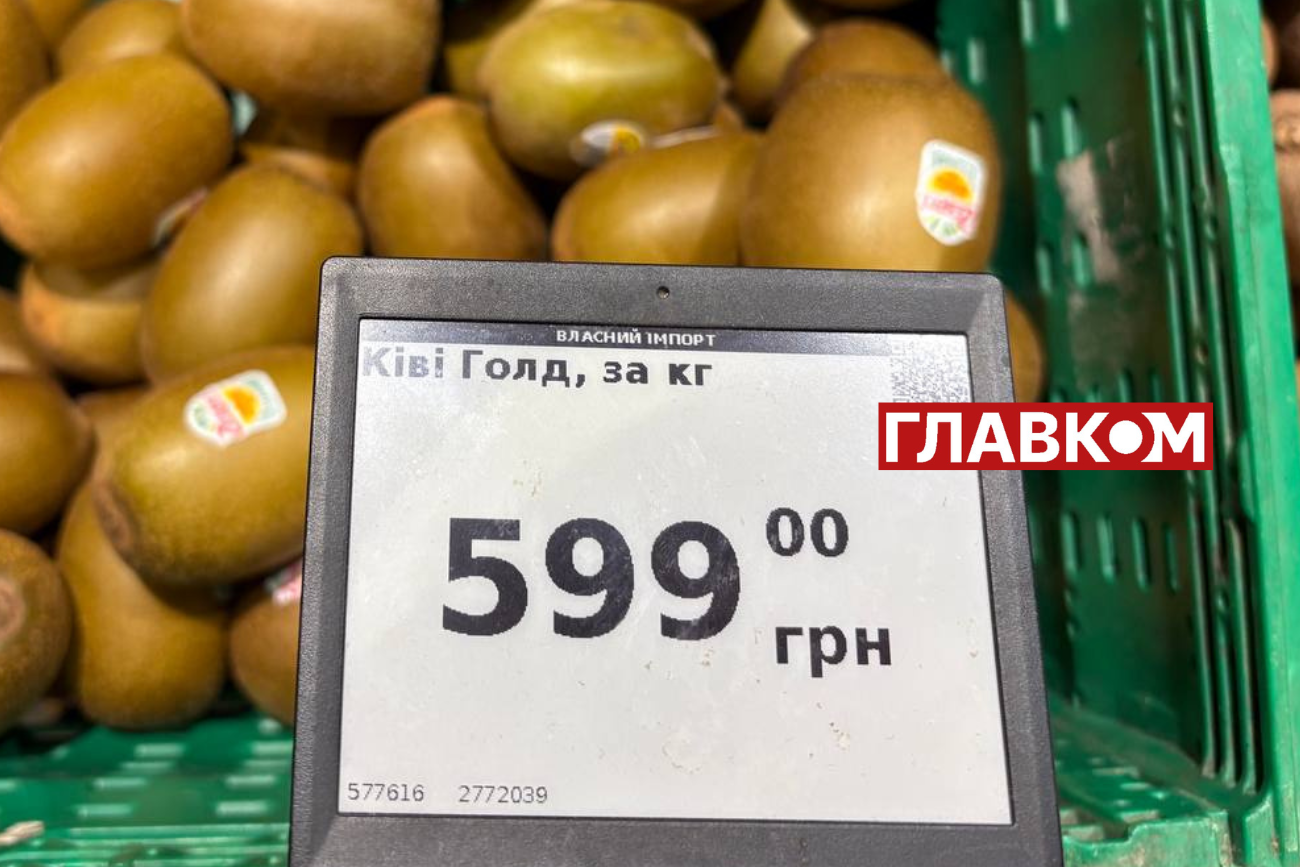 ВЛАСНИЙ ІМПОРТ
Ківі Голд, за кг
ГЛАВКОМ
599 00
грн
577616 2772039